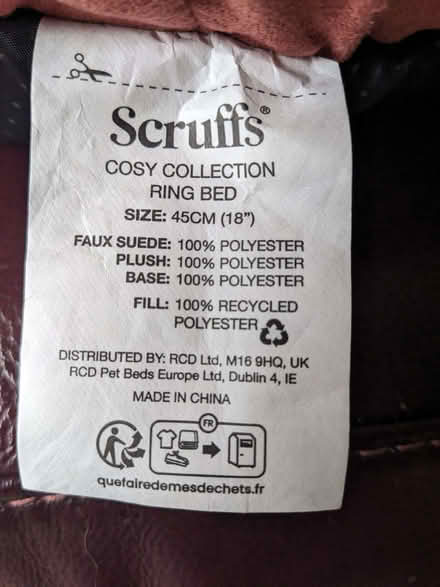 Scruffs®
COSY COLLECTION
RING BED
SIZE: 45CM (18”)
FAUX SUEDE: 100% POLYESTER
PLUSH: 100% POLYESTER
BASE: 100% POLYESTER
FILL: 100% RECYCLED
POLYESTER
DISTRIBUTED BY: RCD Ltd, M16 9HQ, UK
RCD Pet Beds Europe Ltd, Dublin 4, IE
MADE IN CHINA
FR
quefairedemesdechets.fr